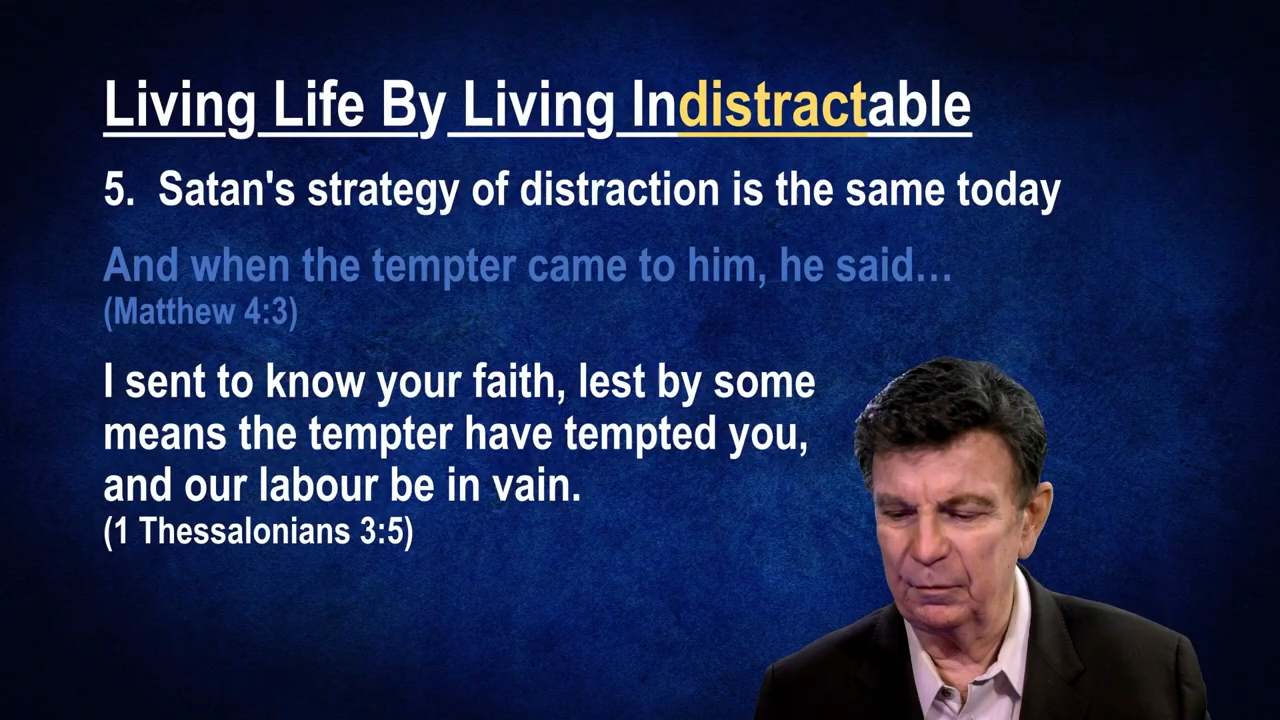 Living Life By Living Indistractable
5. Satan's strategy of distraction is the same today
And when the tempter came to him, he said…
(Matthew 4:3)
I sent to know your faith, lest by some
means the tempter have tempted you,
and our labour be in vain.
(1 Thessalonians 3:5)